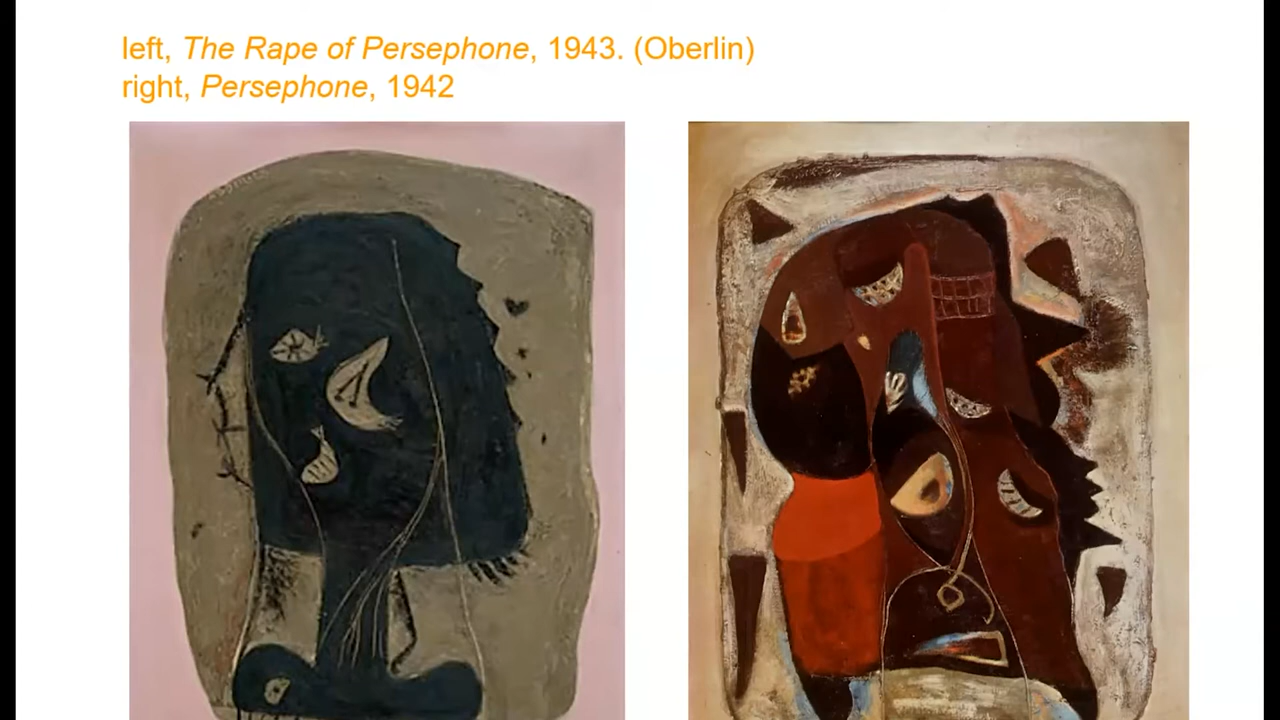 left, The Rape of Persephone, 1943. (Oberlin)
right, Persephone, 1942